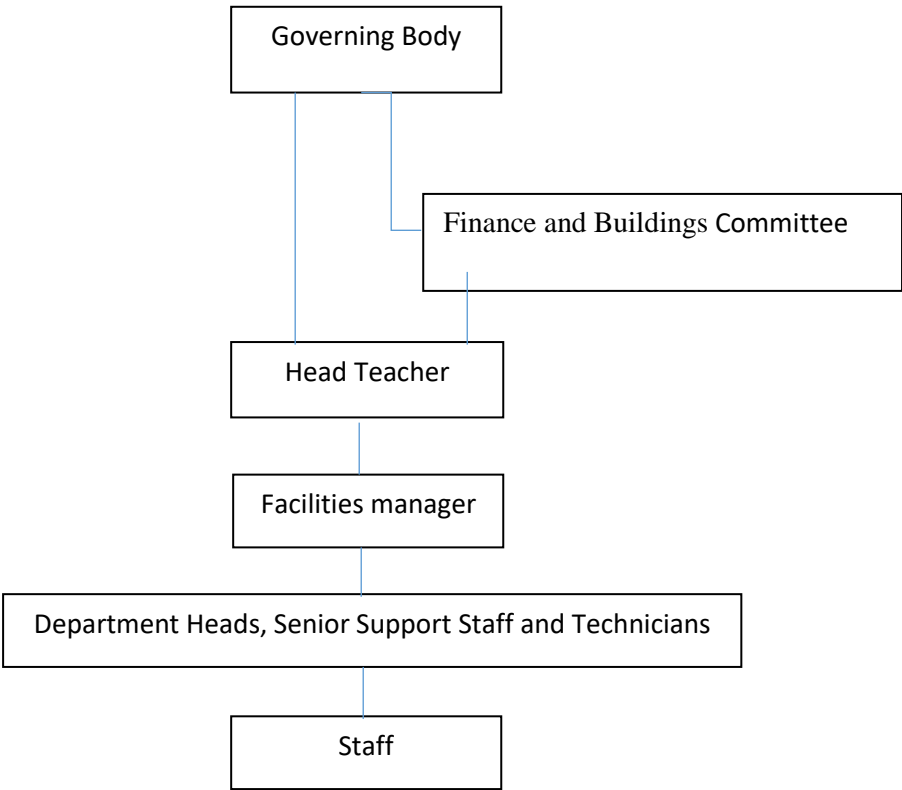 Governing Body
Finance and Buildings Committee
Head Teacher
Facilities manager
Department Heads, Senior Support Staff and Technicians
Staff